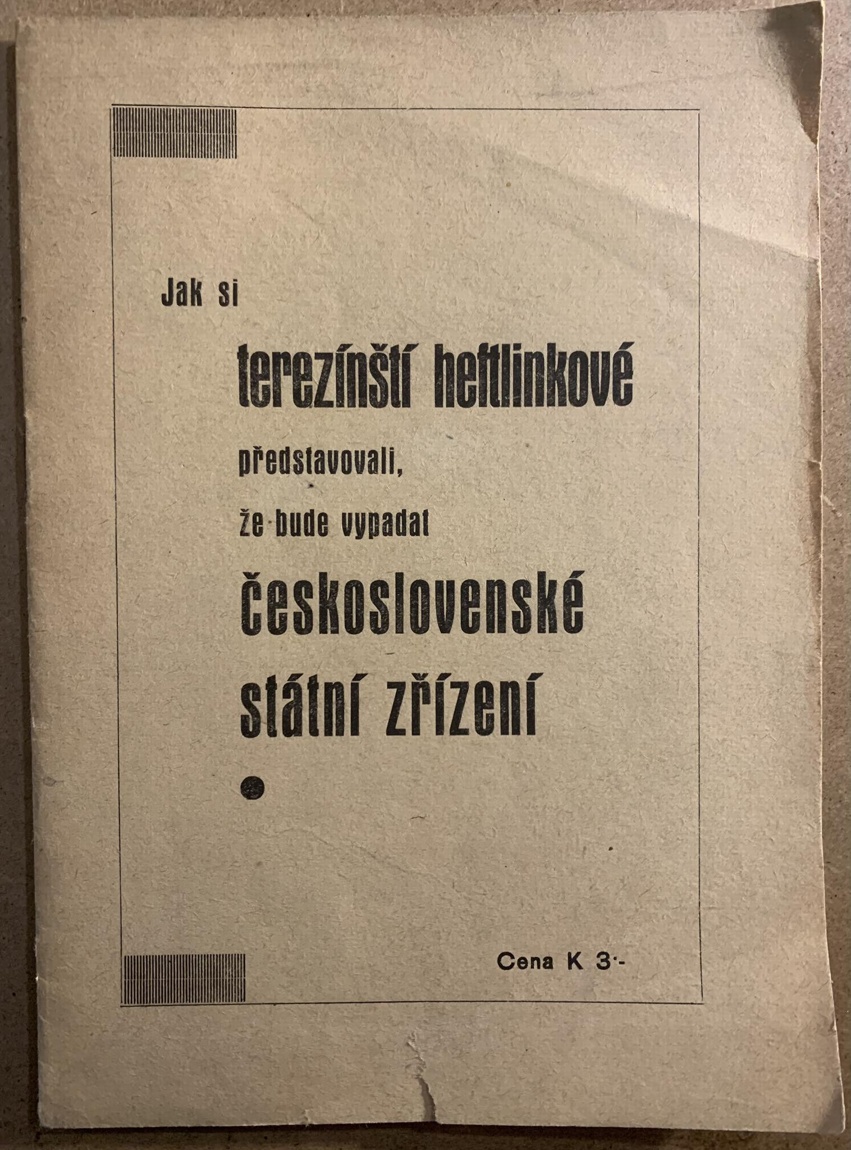 Jak si
terezínští heftlinkové
představovali,
že bude vypadat
československé
státní zřízení
Cena K 3·-